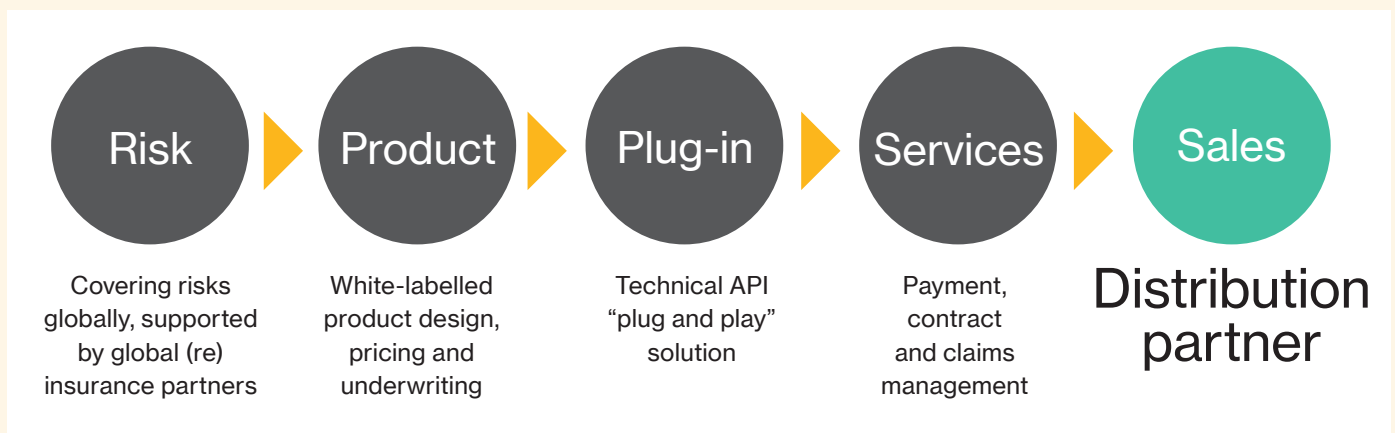 Risk
Product
Plug-in
Services
Sales
Covering risks
globally, supported
by global (re)
insurance partners
White-labelled
product design,
pricing and
underwriting
Technical API
“plug and play”
solution
Payment,
contract
and claims
management
Distribution
partner